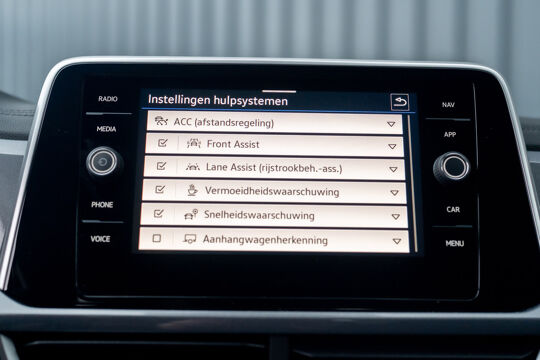 RADIO
MEDIA
PHONE
VOICE
Instellingen hulpsystemen
ACC (afstandsregeling)
Front Assist
Lane Assist (rijstrookbeh.-ass.)
Vermoeidheidswaarschuwing
Snelheidswaarschuwing
Aanhangwagenherkenning
NAV
APP
CAR
MENU